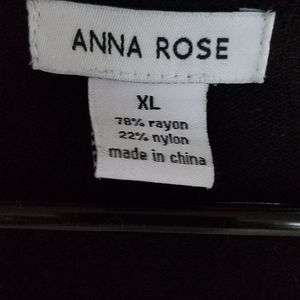 ANNA ROSE
XL
78% rayon
22% nylon
made in china